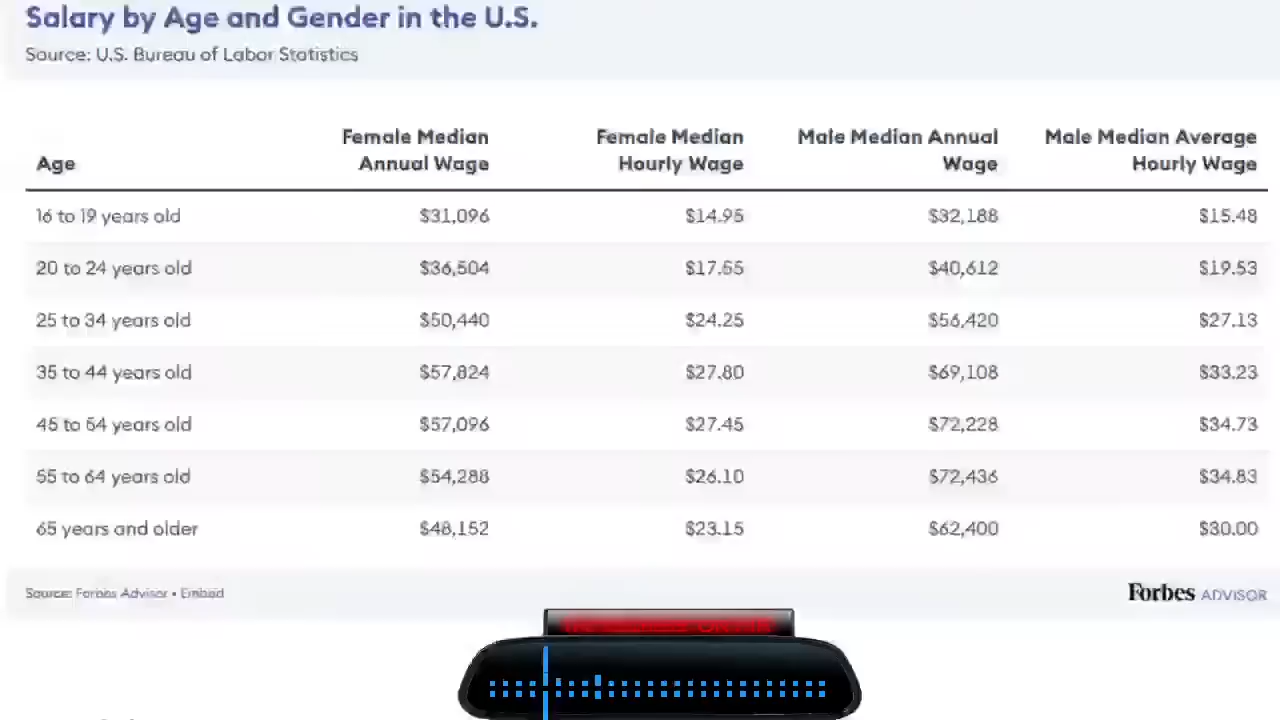 Salary by Age and Gender in the U.S.
Source: U.S. Bureau of Labor Statistics
Age Female Median Annual Wage Female Median Hourly Wage Male Median Annual Wage Male Median Average Hourly Wage
16 to 19 years old $31,096 $14.95 $32,188 $15.48
20 to 24 years old $36,504 $17.55 $40,612 $19.53
25 to 34 years old $50,440 $24.25 $56,420 $27.13
35 to 44 years old $57,824 $27.80 $69,108 $33.23
45 to 54 years old $57,096 $27.45 $72,228 $34.73
55 to 64 years old $54,288 $26.10 $72,436 $34.83
65 years and older $48,152 $23.15 $62,400 $30.00
Source: Forbes Advisor • Embed
Forbes ADVISOR